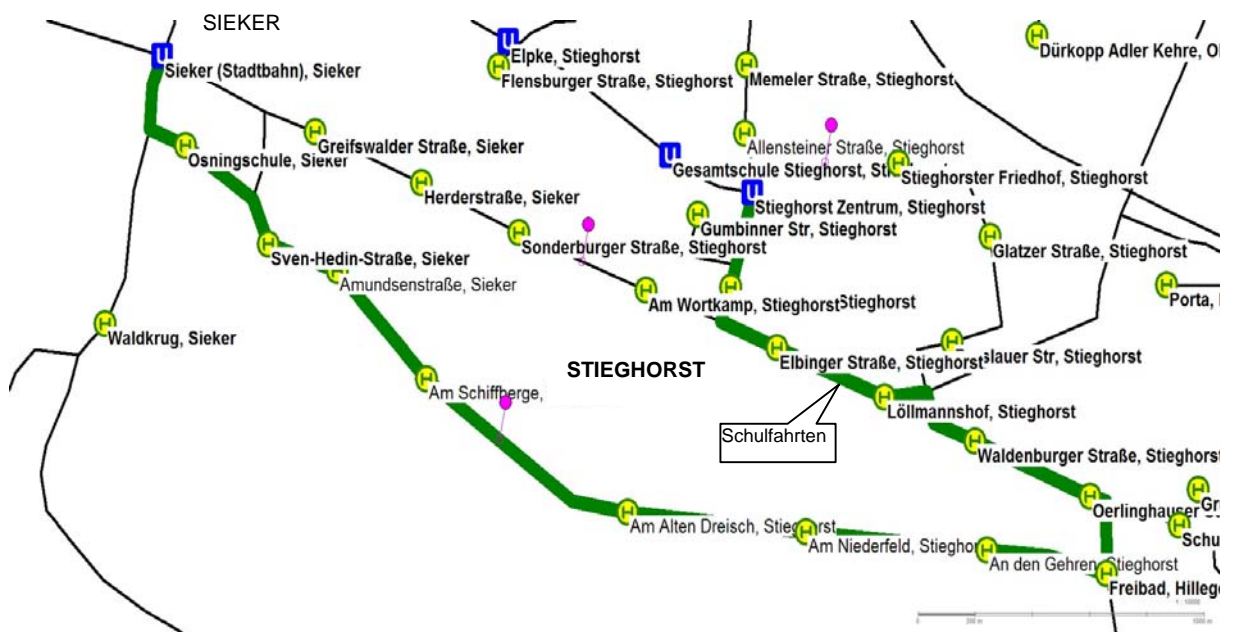 SIEKER
Sieker (Stadtbahn), Sieker
Elpke, Stieghorst
Flensburger Straße, Stieghorst
Memeler Straße, Stieghorst
Dürkopp Adler Kehre,
Osningschule, Sieker
Greifswalder Straße, Sieker
Allensteiner Straße, Stieghorst
Gesamtschule Stieghorst,
Stieghorster Friedhof, Stieghorst
Herderstraße, Sieker
Stieghorst Zentrum, Stieghorst
Gumbinner Str, Stieghorst
Sonderburger Straße, Stieghorst
Glatzer Straße, Stieghorst
Sven-Hedin-Straße, Sieker
Amundsenstraße, Sieker
Am Wortkamp, Stieghorst
Stieghorst
Porta,
Waldkrug, Sieker
Elbinger Straße, Stieghorst
Str, Stieghorst
STIEGHORST
Am Schiffberge,
Löllmannshof, Stieghorst
Schulfahrten
Waldenburger Straße, Stieghorst
Oerlinghauser
Am Alten Dreisch, Stieghorst
Am Niederfeld, Stieghorst
An den Gehren, Stieghorst
Freibad,
200 m
1000 m